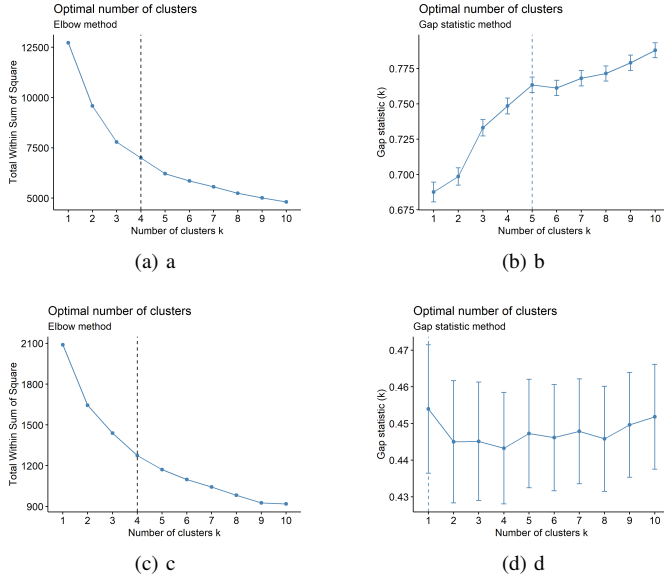 Optimal number of clusters
Elbow method
Total Within Sum of Square
12500
10000
7500
5000
1 2 3 4 5 6 7 8 9 10
Number of clusters k
(a) a
Optimal number of clusters
Gap statistic method
Gap statistic (k)
0.775
0.750
0.725
0.700
0.675
1 2 3 4 5 6 7 8 9 10
Number of clusters k
(b) b
Optimal number of clusters
Elbow method
Total Within Sum of Square
2100
1800
1500
1200
900
1 2 3 4 5 6 7 8 9 10
Number of clusters k
(c) c
Optimal number of clusters
Gap statistic method
Gap statistic (k)
0.47
0.46
0.45
0.44
0.43
1 2 3 4 5 6 7 8 9 10
Number of clusters k
(d) d